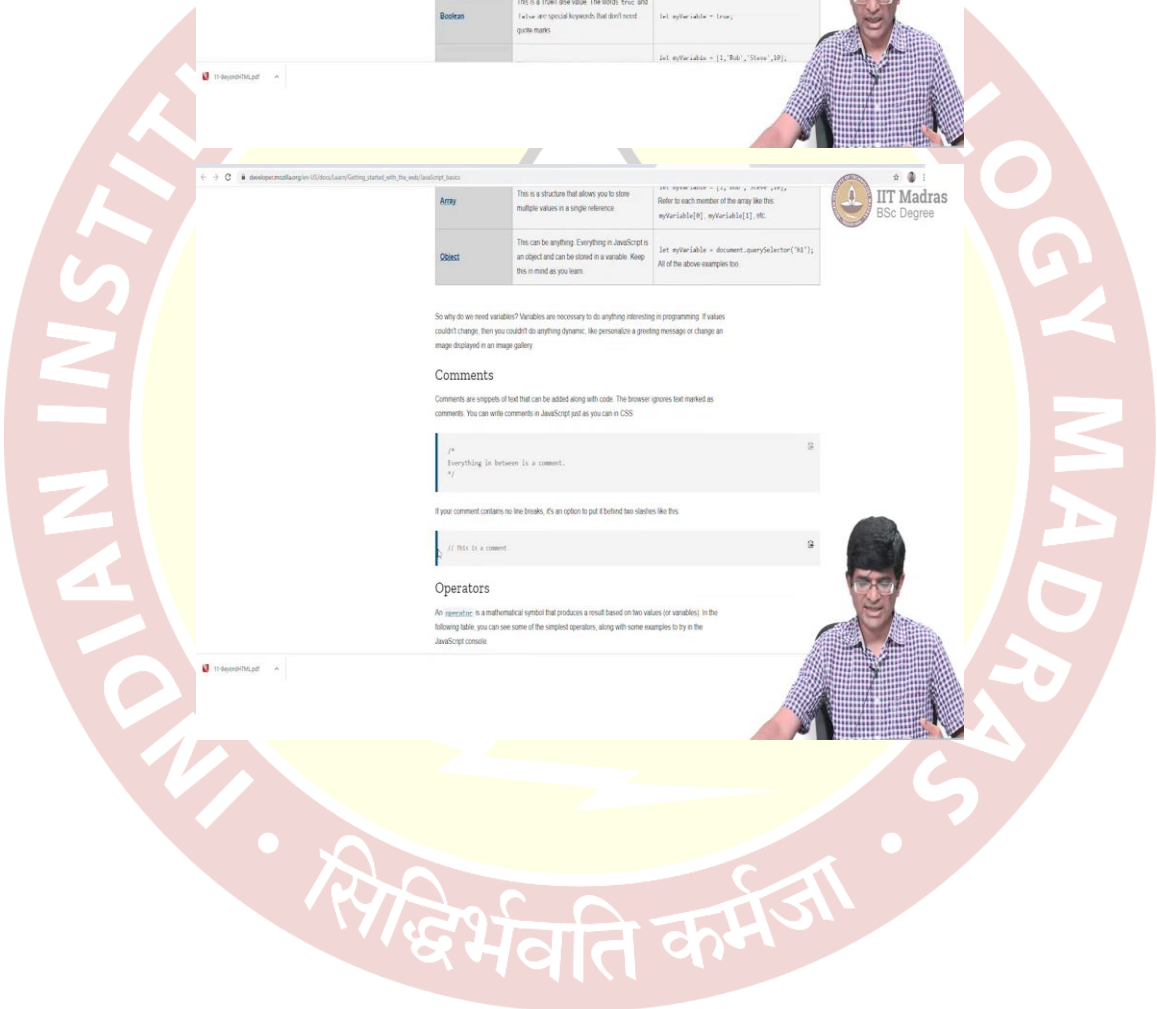 This is a True/False value. The words true and
Boolean
false are special keywords that don't need
let myVariable = true;
quote marks
let myVariable = [1,'Bob','Steve',10];
11-BeyondHTML.pdf
developer.mozilla.org/en-US/docs/Learn/Getting_started_with_the_web/JavaScript_basics
IIT Madras
BSc Degree
Array
This is a structure that allows you to store
multiple values in a single reference.
let myVariable = [1,'Bob','Steve',10];
Refer to each member of the array like this:
myVariable[0], myVariable[1], etc.
Object
This can be anything. Everything in JavaScript is
an object and can be stored in a variable. Keep
this in mind as you learn.
let myVariable = document.querySelector('h1');
All of the above examples too.
So why do we need variables? Variables are necessary to do anything interesting in programming. If values
couldn't change, then you couldn't do anything dynamic, like personalize a greeting message or change an
image displayed in an image gallery.
Comments
Comments are snippets of text that can be added along with code. The browser ignores text marked as
comments. You can write comments in JavaScript just as you can in CSS:
/*
Everything in between is a comment.
*/
If your comment contains no line breaks, it's an option to put it behind two slashes like this:
// This is a comment
Operators
An operator is a mathematical symbol that produces a result based on two values (or variables). In the
following table, you can see some of the simplest operators, along with some examples to try in the
JavaScript console.
11-BeyondHTML.pdf
INDIAN INSTIT
OLOGY MADRAS
सिद्धिर्भवति कर्मजा